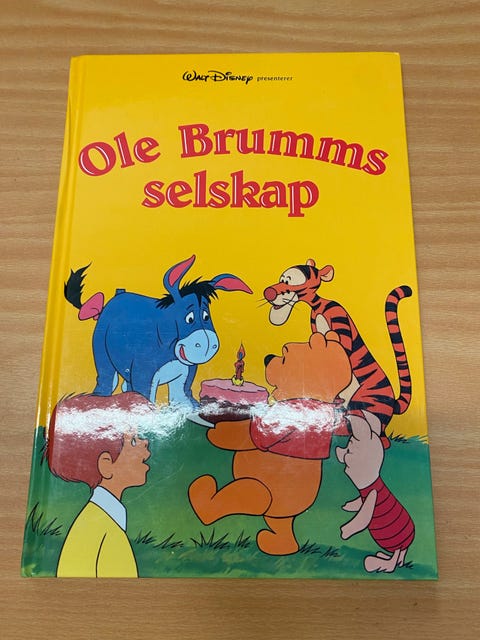 Walt Disney presenterer
Ole Brumms
selskap